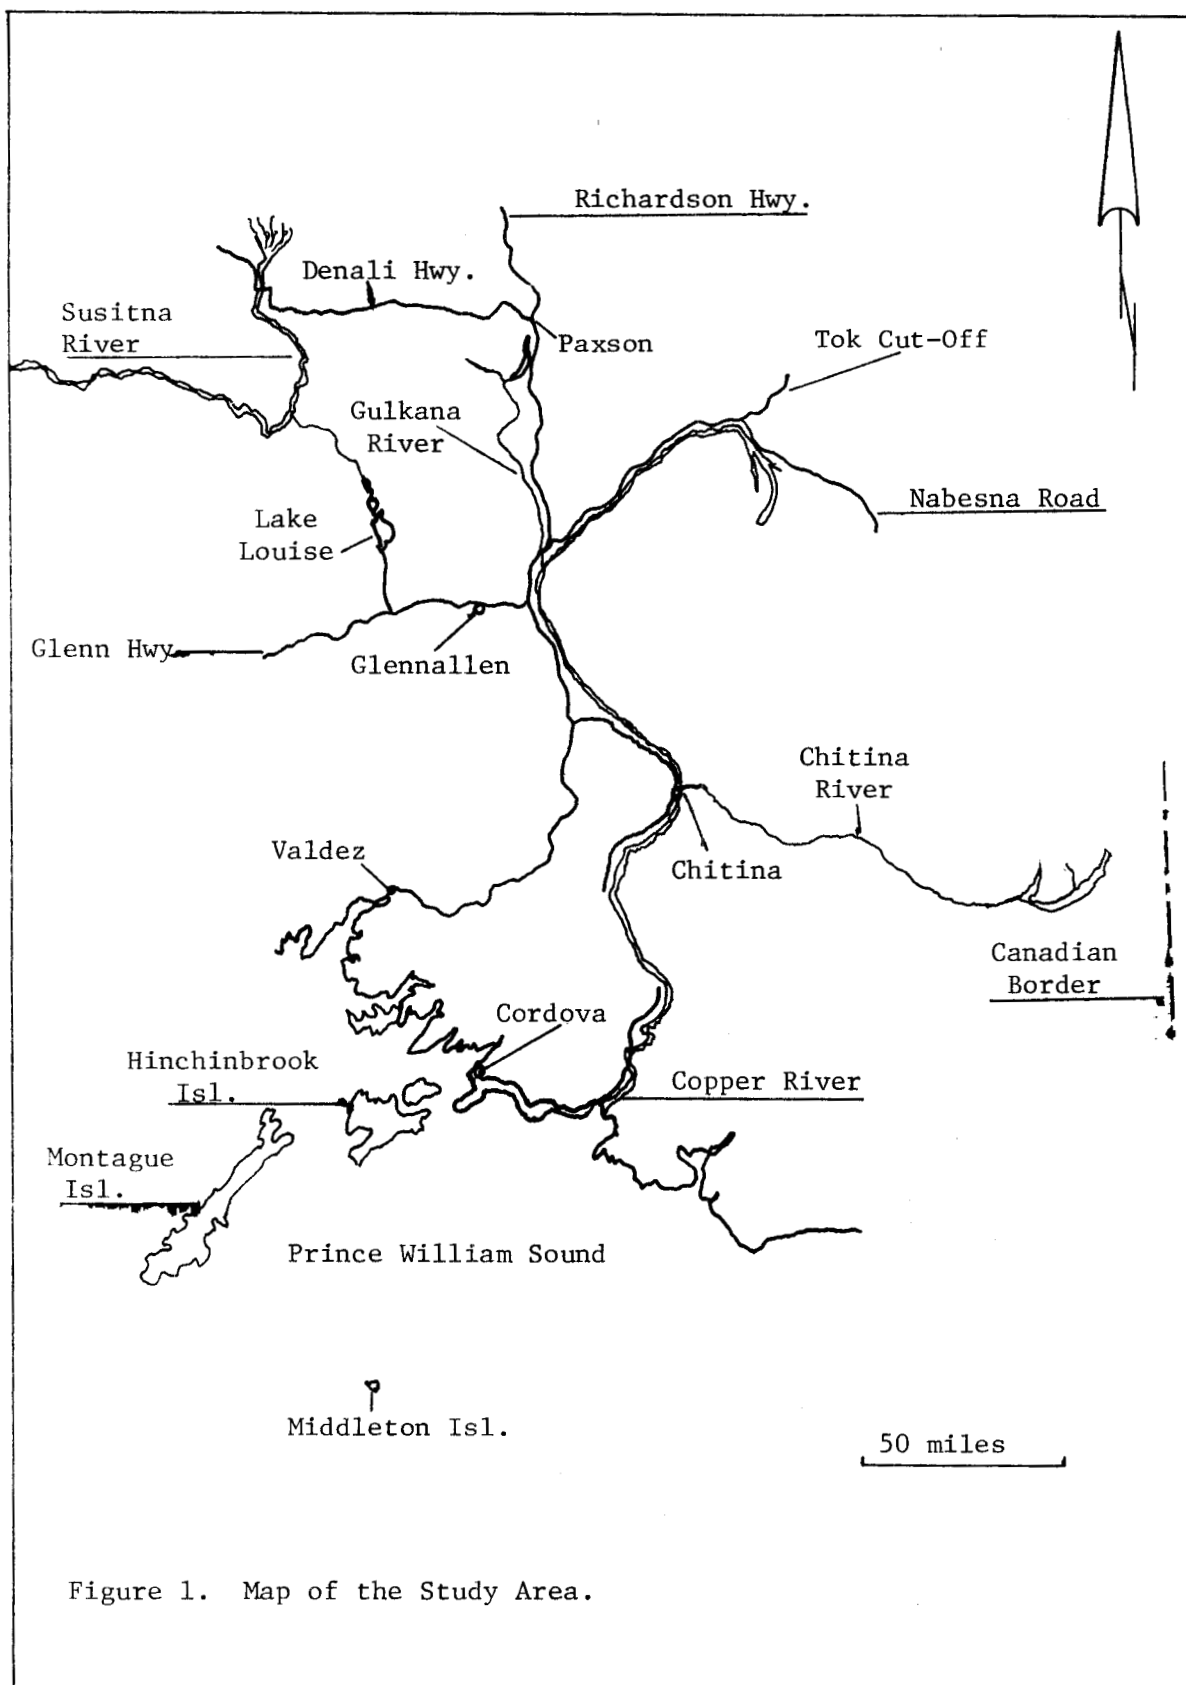 Richardson Hwy.
Denali Hwy.
Susitna
River
Paxson
Tok Cut-Off
Gulkana
River
Nabesna Road
Lake
Louise
Glenn Hwy
Glennallen
Chitina
River
Valdez
Chitina
Canadian
Border
Cordova
Hinchinbrook
Isl.
Copper River
Montague
Isl.
Prince William Sound
Middleton Isl.
50 miles
Figure 1. Map of the Study Area.